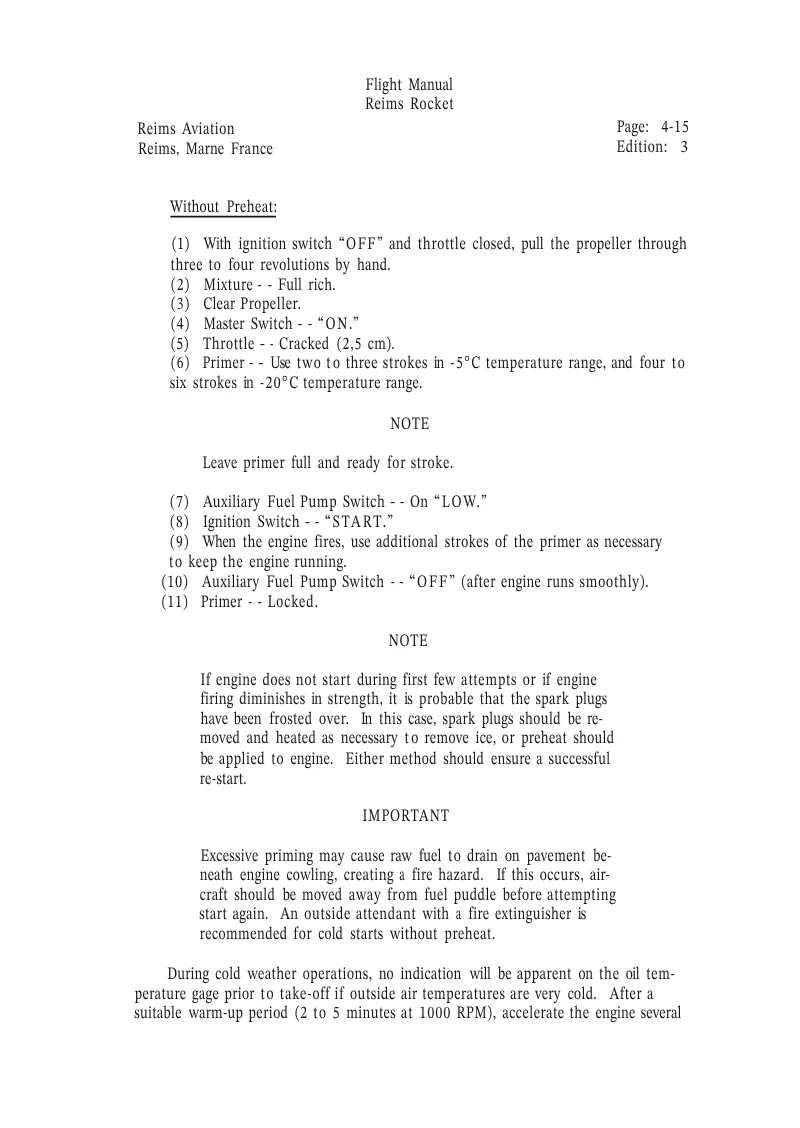 Flight Manual
Reims Rocket
Reims Aviation
Reims, Marne France
Page: 4-15
Edition: 3
Without Preheat:
(1) With ignition switch “OFF” and throttle closed, pull the propeller through
three to four revolutions by hand.
(2) Mixture - - Full rich.
(3) Clear Propeller.
(4) Master Switch - - “ON.”
(5) Throttle - - Cracked (2,5 cm).
(6) Primer - - Use two to three strokes in -5°C temperature range, and four to
six strokes in -20°C temperature range.
NOTE
Leave primer full and ready for stroke.
(7) Auxiliary Fuel Pump Switch - - On “LOW.”
(8) Ignition Switch - - “START.”
(9) When the engine fires, use additional strokes of the primer as necessary
to keep the engine running.
(10) Auxiliary Fuel Pump Switch - - “OFF” (after engine runs smoothly).
(11) Primer - - Locked.
NOTE
If engine does not start during first few attempts or if engine
firing diminishes in strength, it is probable that the spark plugs
have been frosted over. In this case, spark plugs should be re-
moved and heated as necessary to remove ice, or preheat should
be applied to engine. Either method should ensure a successful
re-start.
IMPORTANT
Excessive priming may cause raw fuel to drain on pavement be-
neath engine cowling, creating a fire hazard. If this occurs, air-
craft should be moved away from fuel puddle before attempting
start again. An outside attendant with a fire extinguisher is
recommended for cold starts without preheat.
During cold weather operations, no indication will be apparent on the oil tem-
perature gage prior to take-off if outside air temperatures are very cold. After a
suitable warm-up period (2 to 5 minutes at 1000 RPM), accelerate the engine several